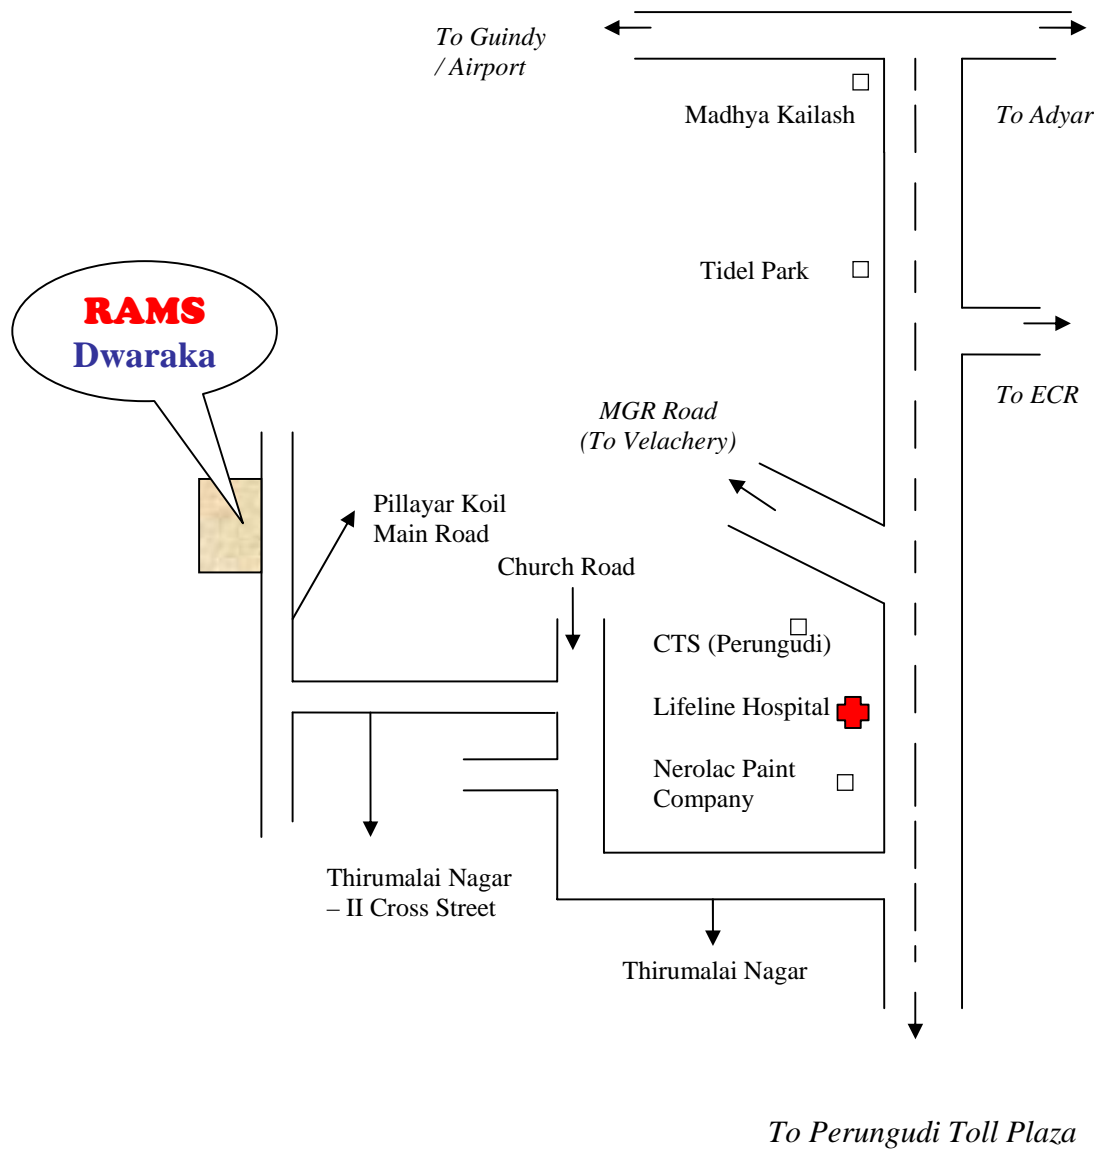 To Guindy
/ Airport
Madhya Kailash
To Adyar
Tidel Park
RAMS
Dwaraka
To ECR
MGR Road
(To Velachery)
Pillayar Koil
Main Road
Church Road
CTS (Perungudi)
Lifeline Hospital
Nerolac Paint
Company
Thirumalai Nagar
– II Cross Street
Thirumalai Nagar
To Perungudi Toll Plaza